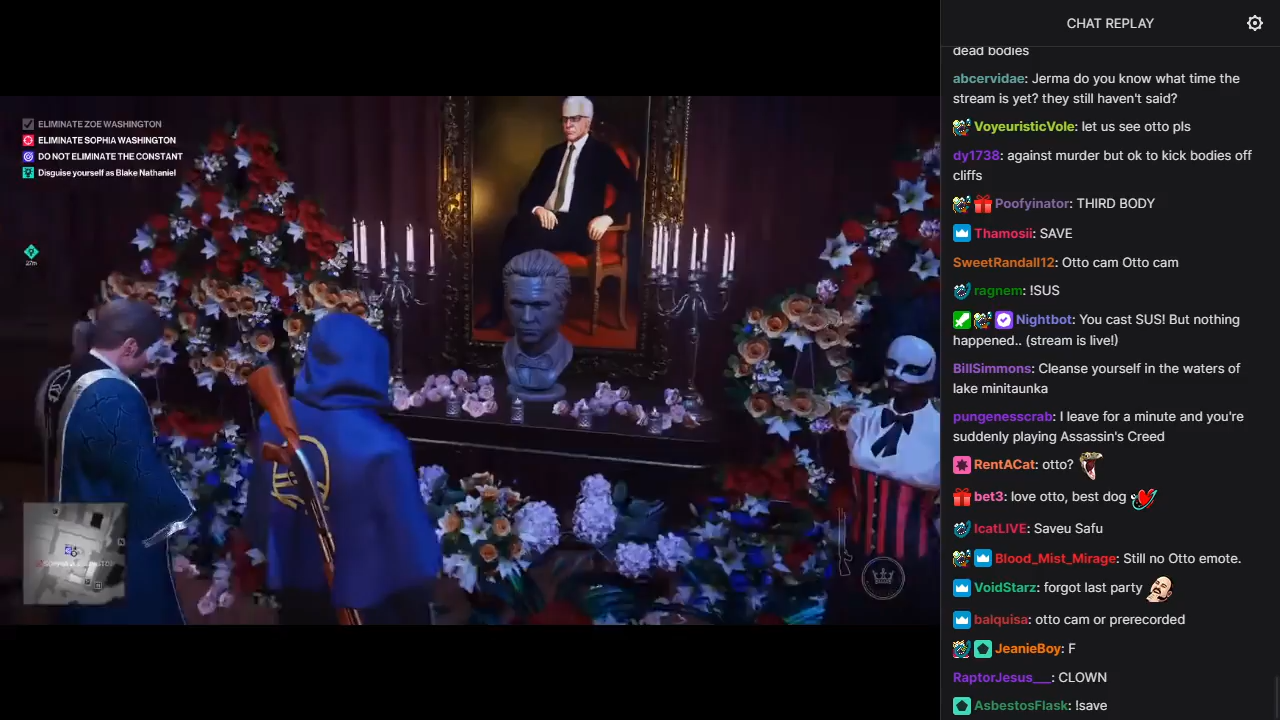 ELIMINATE ZOE WASHINGTON
ELIMINATE SOPHIA WASHINGTON
DO NOT ELIMINATE THE CONSTANT
Disguise yourself as Blake Nathaniel
27m
CHAT REPLAY
dead bodies
abcervidae: Jerma do you know what time the
stream is yet? they still haven't said?
VoyeuristicVole: let us see otto pls
dy1738: against murder but ok to kick bodies off
cliffs
Poofyinator: THIRD BODY
Thamosii: SAVE
SweetRandall12: Otto cam Otto cam
ragnem: !SUS
Nightbot: You cast SUS! But nothing
happened.. (stream is live!)
BillSimmons: Cleanse yourself in the waters of
lake minitaunka
pungenesscrab: I leave for a minute and you're
suddenly playing Assassin's Creed
RentACat: otto?
bet3: love otto, best dog
IcatLIVE: Saveu Safu
Blood_Mist_Mirage: Still no Otto emote.
VoidStarz: forgot last party
baiquisa: otto cam or prerecorded
JeanieBoy: F
RaptorJesus___: CLOWN
AsbestosFlask: !save